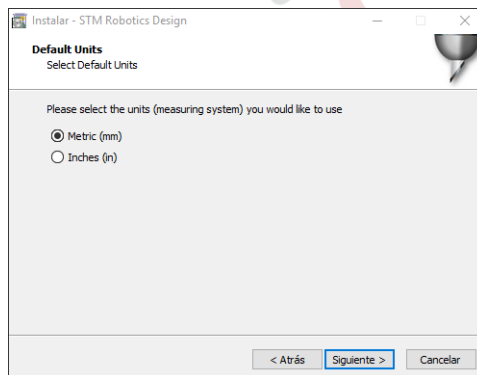 Instalar - STM Robotics Design
Default Units
Select Default Units
Please select the units (measuring system) you would like to use
Metric (mm)
Inches (in)
< Atrás
Siguiente >
Cancelar